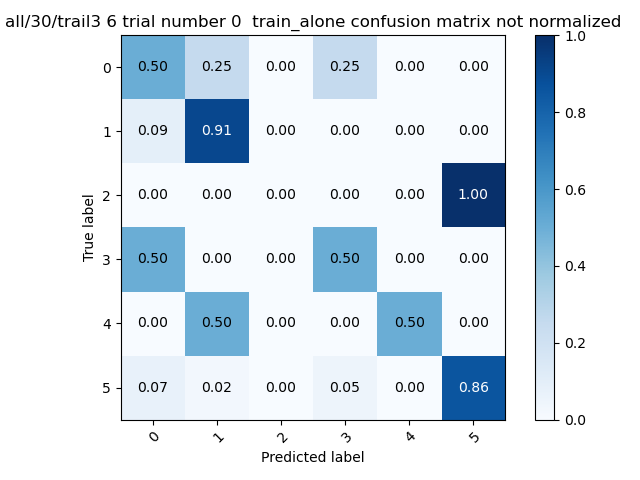 all/30/trail3 6 trial number 0  train_alone confusion matrix not normalized
0 0.50 0.25 0.00 0.25 0.00 0.00
1 0.09 0.91 0.00 0.00 0.00 0.00
2 0.00 0.00 0.00 0.00 0.00 1.00
3 0.50 0.00 0.00 0.50 0.00 0.00
4 0.00 0.50 0.00 0.00 0.50 0.00
5 0.07 0.02 0.00 0.05 0.00 0.86
0 1 2 3 4 5
True label
Predicted label
1.0
0.8
0.6
0.4
0.2
0.0